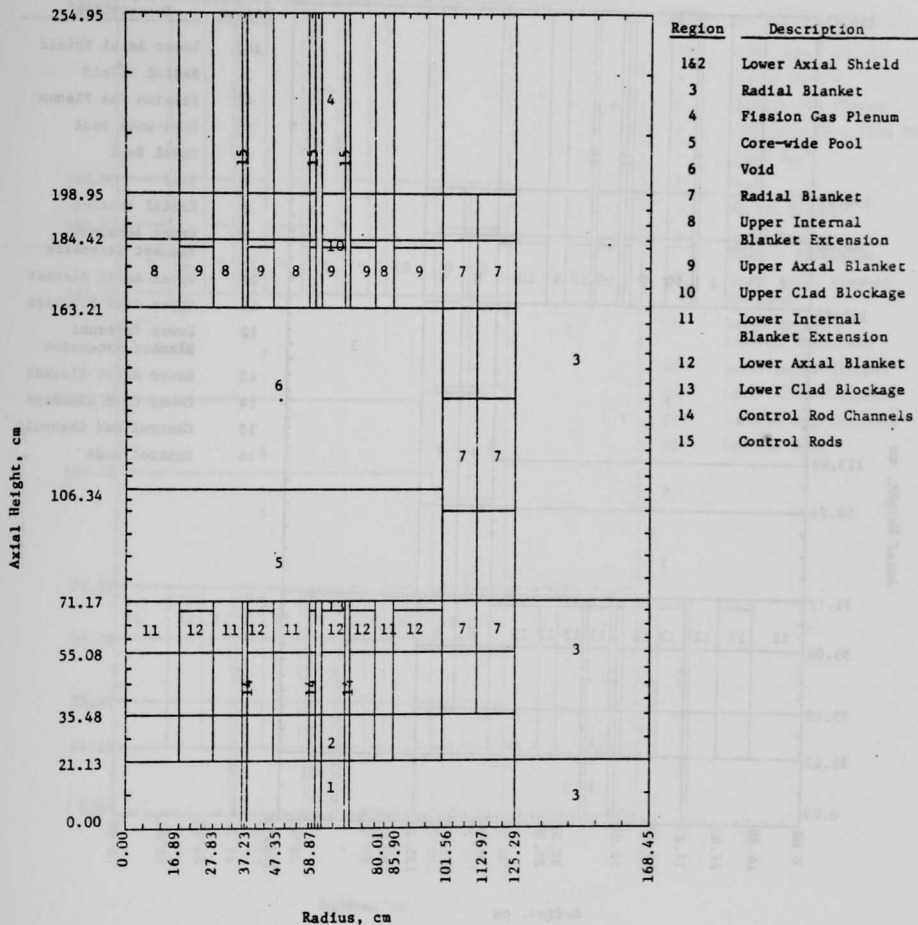 254.95
198.95
184.42
163.21
106.34
71.17
55.08
35.48
21.13
0.00
Axial Height, cm
4
15 15 15
10
8 9 8 9 8 9 9 8 9 7 7
6
3
7 7
5
13
11 12 11 12 11 12 12 11 12 7 7
3
14 14 14
2
1
3
0.00 16.89 27.85 37.23 47.35 58.87 80.01 85.90 101.56 112.97 125.29 168.45
Radius, cm
Region Description
1&2 Lower Axial Shield
3 Radial Blanket
4 Fission Gas Plenum
5 Core-wide Pool
6 Void
7 Radial Blanket
8 Upper Internal
Blanket Extension
9 Upper Axial Blanket
10 Upper Clad Blockage
11 Lower Internal
Blanket Extension
12 Lower Axial Blanket
13 Lower Clad Blockage
14 Control Rod Channels
15 Control Rods